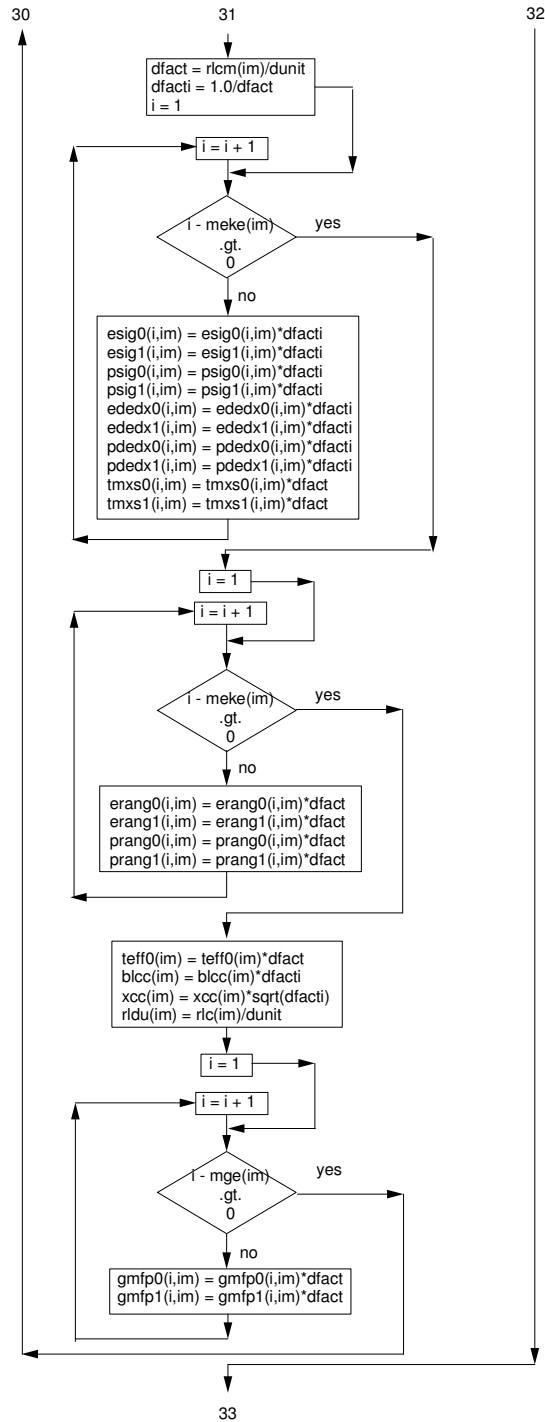 30
31
32
dfact = rlcm(im)/dunit
dfacti = 1.0/dfact
i = 1
i = i + 1
i - meke(im)
.gt.
0
yes
no
esig0(i,im) = esig0(i,im)*dfacti
esig1(i,im) = esig1(i,im)*dfacti
psig0(i,im) = psig0(i,im)*dfacti
psig1(i,im) = psig1(i,im)*dfacti
ededx0(i,im) = ededx0(i,im)*dfacti
ededx1(i,im) = ededx1(i,im)*dfacti
pdedx0(i,im) = pdedx0(i,im)*dfacti
pdedx1(i,im) = pdedx1(i,im)*dfacti
tmxs0(i,im) = tmxs0(i,im)*dfact
tmxs1(i,im) = tmxs1(i,im)*dfact
i = 1
i = i + 1
i - meke(im)
.gt.
0
yes
no
erang0(i,im) = erang0(i,im)*dfact
erang1(i,im) = erang1(i,im)*dfact
prang0(i,im) = prang0(i,im)*dfact
prang1(i,im) = prang1(i,im)*dfact
teff0(im) = teff0(im)*dfact
blcc(im) = blcc(im)*dfacti
xcc(im) = xcc(im)*sqrt(dfacti)
rldu(im) = rlc(im)/dunit
i = 1
i = i + 1
i - mge(im)
.gt.
0
yes
no
gmfp0(i,im) = gmfp0(i,im)*dfact
gmfp1(i,im) = gmfp1(i,im)*dfact
33